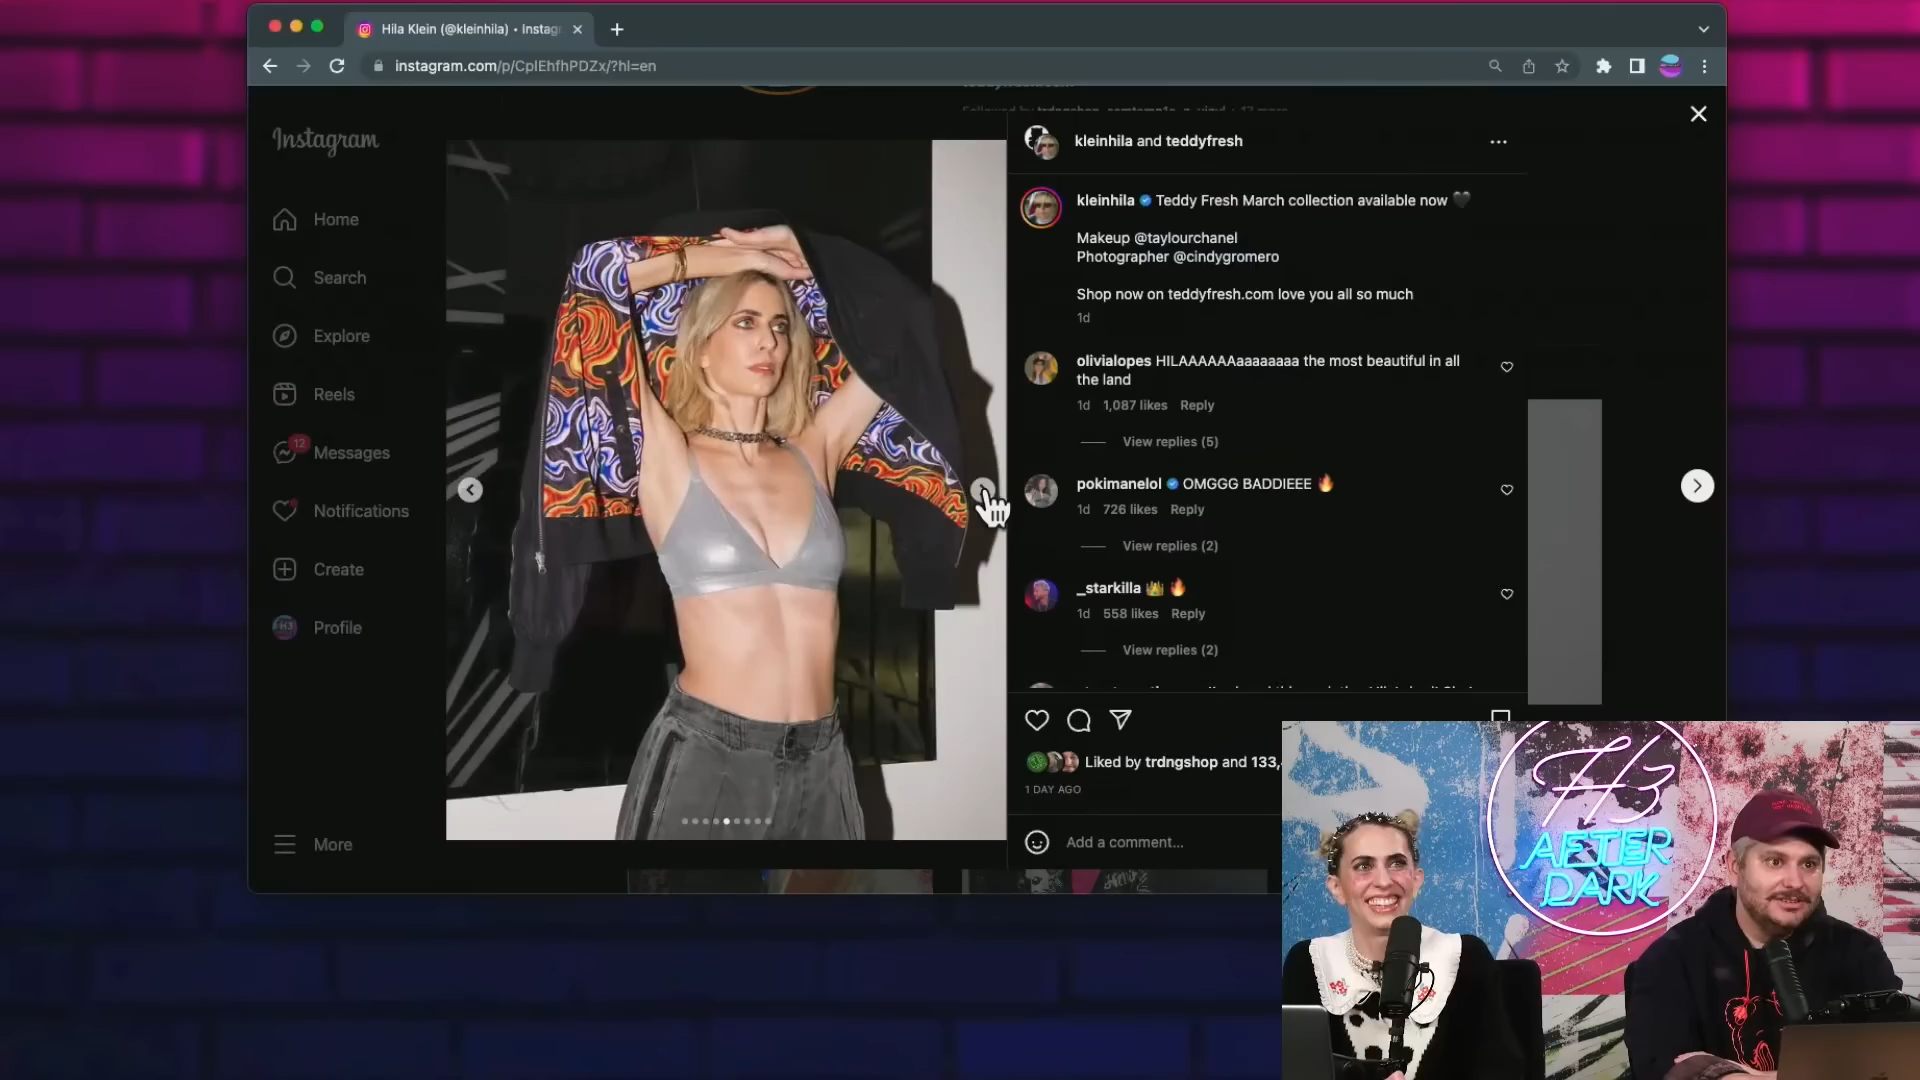 Hila Klein (@kleinhila) • Instag
instagram.com/p/CpIEhfhPDZx/?hl=en
Instagram
Home
Search
Explore
Reels
12
Messages
Notifications
Create
H3
Profile
More
kleinhila and teddyfresh
kleinhila Teddy Fresh March collection available now 🖤
Makeup @taylourchanel
Photographer @cindygromero
Shop now on teddyfresh.com love you all so much
1d
olivialopes HILAAAAAAaaaaaaaa the most beautiful in all
the land
1d 1,087 likes Reply
View replies (5)
pokimanelol OMGGG BADDIEEE 🔥
1d 726 likes Reply
View replies (2)
_starkilla 👑 🔥
1d 558 likes Reply
View replies (2)
Liked by trdngshop and 133,
1 DAY AGO
Add a comment...
H3
AFTER
DARK